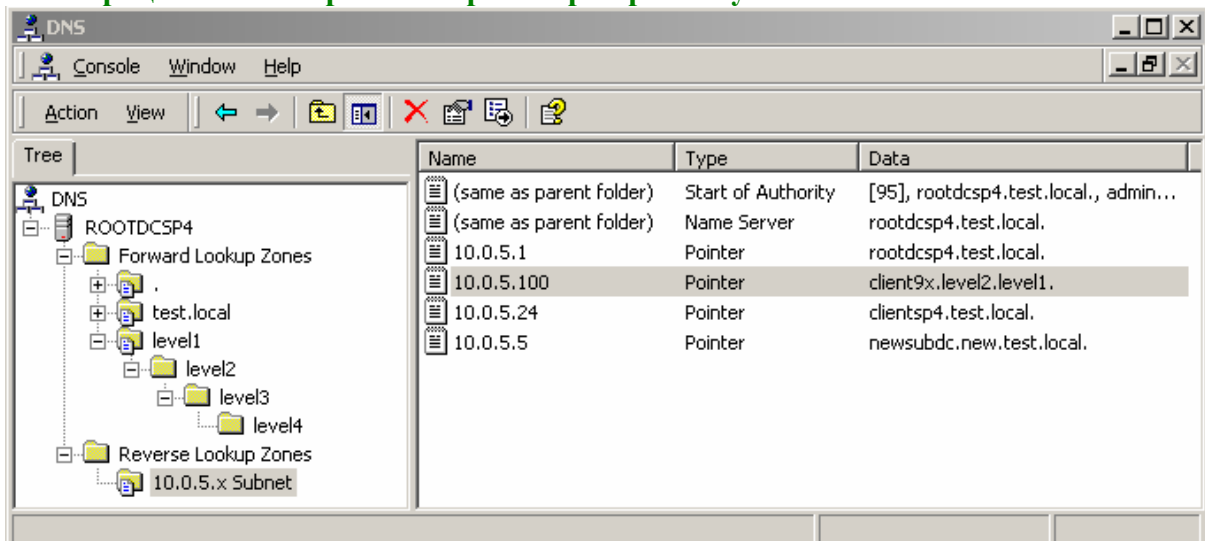 DNS
Console Window Help
Action View
Tree
DNS
ROOTDCSP4
Forward Lookup Zones
.
test.local
level1
level2
level3
level4
Reverse Lookup Zones
10.0.5.x Subnet
Name Type Data
(same as parent folder) Start of Authority [95], rootdcsp4.test.local., admin...
(same as parent folder) Name Server rootdcsp4.test.local.
10.0.5.1 Pointer rootdcsp4.test.local.
10.0.5.100 Pointer client9x.level2.level1.
10.0.5.24 Pointer clientsp4.test.local.
10.0.5.5 Pointer newsubdc.new.test.local.